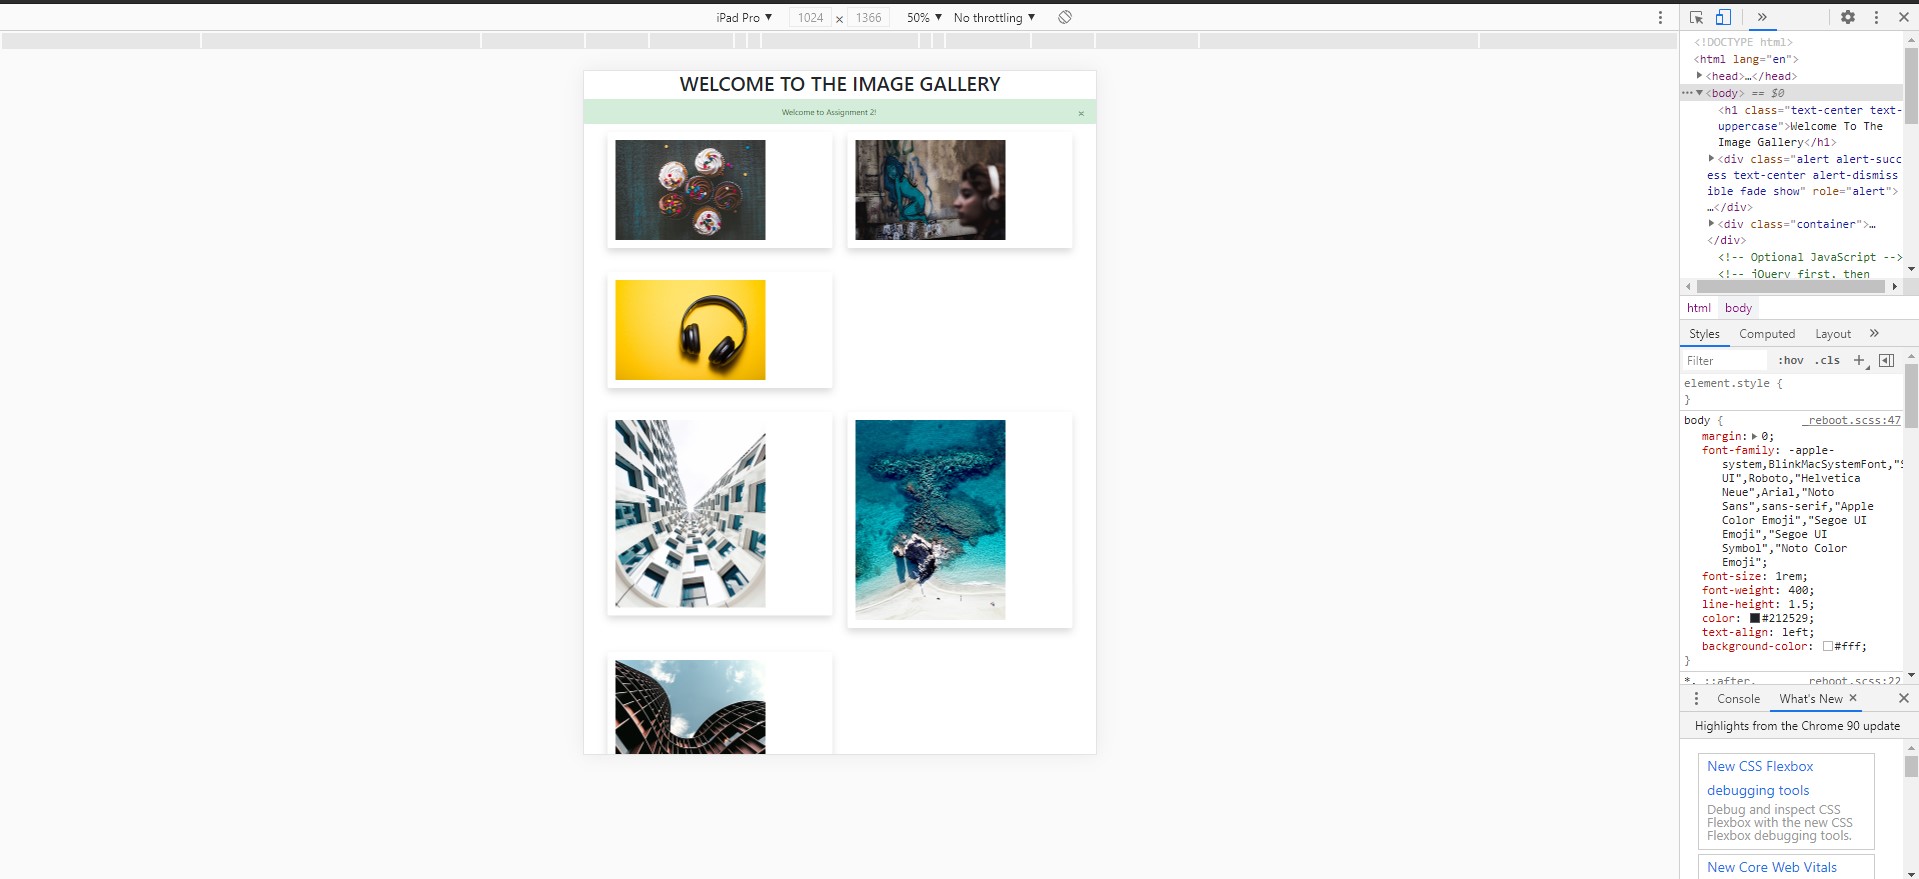 iPad Pro ▼ 1024 × 1366 50% ▼ No throttling ▼
WELCOME TO THE IMAGE GALLERY
Welcome to Assignment 2!
×
<!DOCTYPE html>
<html lang="en">
<head>…</head>
<body> == $0
<h1 class="text-center text-
uppercase">Welcome To The
Image Gallery</h1>
<div class="alert alert-succ
ess text-center alert-dismiss
ible fade show" role="alert">
…</div>
<div class="container">…
</div>
<!-- Optional JavaScript -->
<!-- jQuery first, then
html body
Styles Computed Layout »
Filter :hov .cls +
element.style {
}
body { _reboot.scss:47
margin: 0;
font-family: -apple-
system,BlinkMacSystemFont,"S
UI",Roboto,"Helvetica
Neue",Arial,"Noto
Sans",sans-serif,"Apple
Color Emoji","Segoe UI
Emoji","Segoe UI
Symbol","Noto Color
Emoji";
font-size: 1rem;
font-weight: 400;
line-height: 1.5;
color: #212529;
text-align: left;
background-color: #fff;
}
*, ::after, _reboot.scss:22
Console What's New ×
Highlights from the Chrome 90 update
New CSS Flexbox
debugging tools
Debug and inspect CSS
Flexbox with the new CSS
Flexbox debugging tools.
New Core Web Vitals